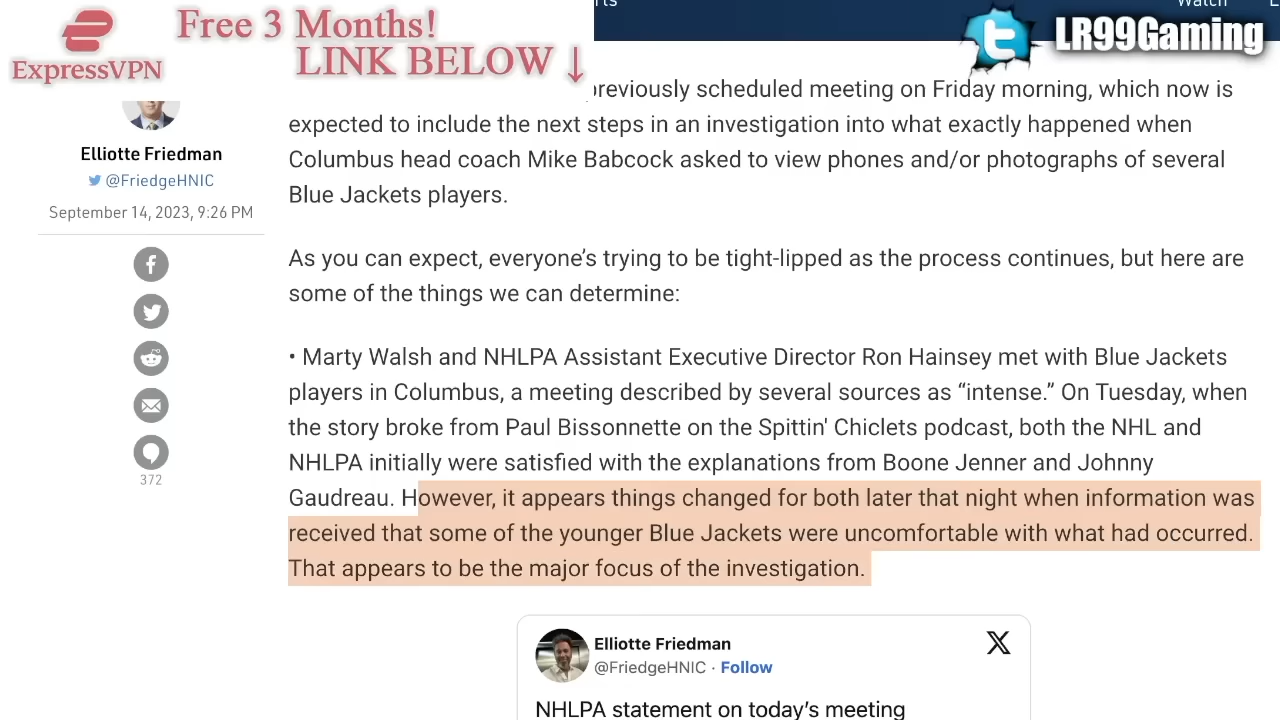 rts
Watch
E
Free 3 Months!
LINK BELOW ↓
ExpressVPN
LR99Gaming
Elliotte Friedman
@FriedgeHNIC
September 14, 2023, 9:26 PM
372
previously scheduled meeting on Friday morning, which now is
expected to include the next steps in an investigation into what exactly happened when
Columbus head coach Mike Babcock asked to view phones and/or photographs of several
Blue Jackets players.
As you can expect, everyone’s trying to be tight-lipped as the process continues, but here are
some of the things we can determine:
• Marty Walsh and NHLPA Assistant Executive Director Ron Hainsey met with Blue Jackets
players in Columbus, a meeting described by several sources as “intense.” On Tuesday, when
the story broke from Paul Bissonnette on the Spittin' Chiclets podcast, both the NHL and
NHLPA initially were satisfied with the explanations from Boone Jenner and Johnny
Gaudreau. However, it appears things changed for both later that night when information was
received that some of the younger Blue Jackets were uncomfortable with what had occurred.
That appears to be the major focus of the investigation.
Elliotte Friedman
@FriedgeHNIC · Follow
NHLPA statement on today’s meeting